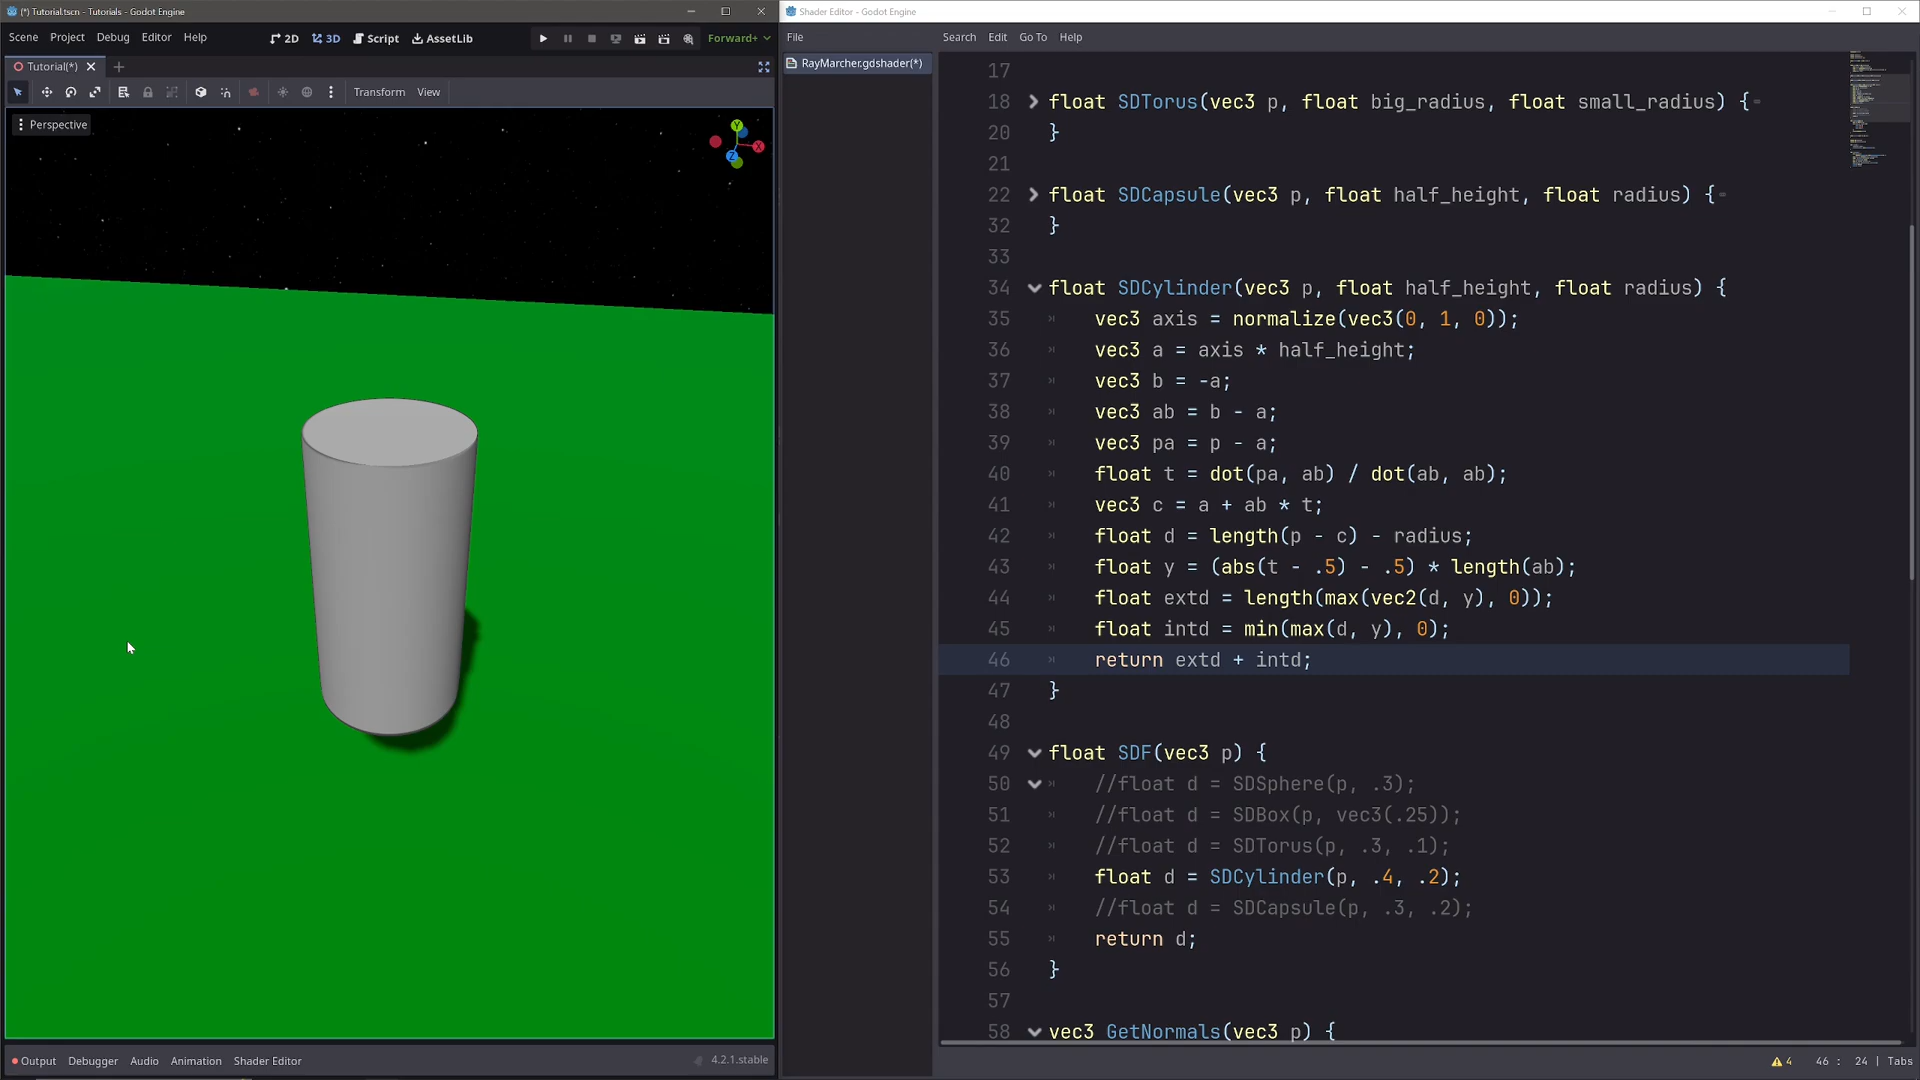 (*) Tutorial.tscn - Tutorials - Godot Engine
Scene Project Debug Editor Help
2D 3D Script AssetLib
Forward+
Tutorial(*)
Transform View
Perspective
Y
X
Z
Output Debugger Audio Animation Shader Editor
4.2.1.stable
Shader Editor - Godot Engine
File
Search Edit Go To Help
RayMarcher.gdshader(*)
17
18 float SDTorus(vec3 p, float big_radius, float small_radius) {
20 }
21
22 float SDCapsule(vec3 p, float half_height, float radius) {
32 }
33
34 float SDCylinder(vec3 p, float half_height, float radius) {
35 vec3 axis = normalize(vec3(0, 1, 0));
36 vec3 a = axis * half_height;
37 vec3 b = -a;
38 vec3 ab = b - a;
39 vec3 pa = p - a;
40 float t = dot(pa, ab) / dot(ab, ab);
41 vec3 c = a + ab * t;
42 float d = length(p - c) - radius;
43 float y = (abs(t - .5) - .5) * length(ab);
44 float extd = length(max(vec2(d, y), 0));
45 float intd = min(max(d, y), 0);
46 return extd + intd;
47 }
48
49 float SDF(vec3 p) {
50 //float d = SDSphere(p, .3);
51 //float d = SDBox(p, vec3(.25));
52 //float d = SDTorus(p, .3, .1);
53 float d = SDCylinder(p, .4, .2);
54 //float d = SDCapsule(p, .3, .2);
55 return d;
56 }
57
58 vec3 GetNormals(vec3 p) {
4 46 : 24 | Tabs